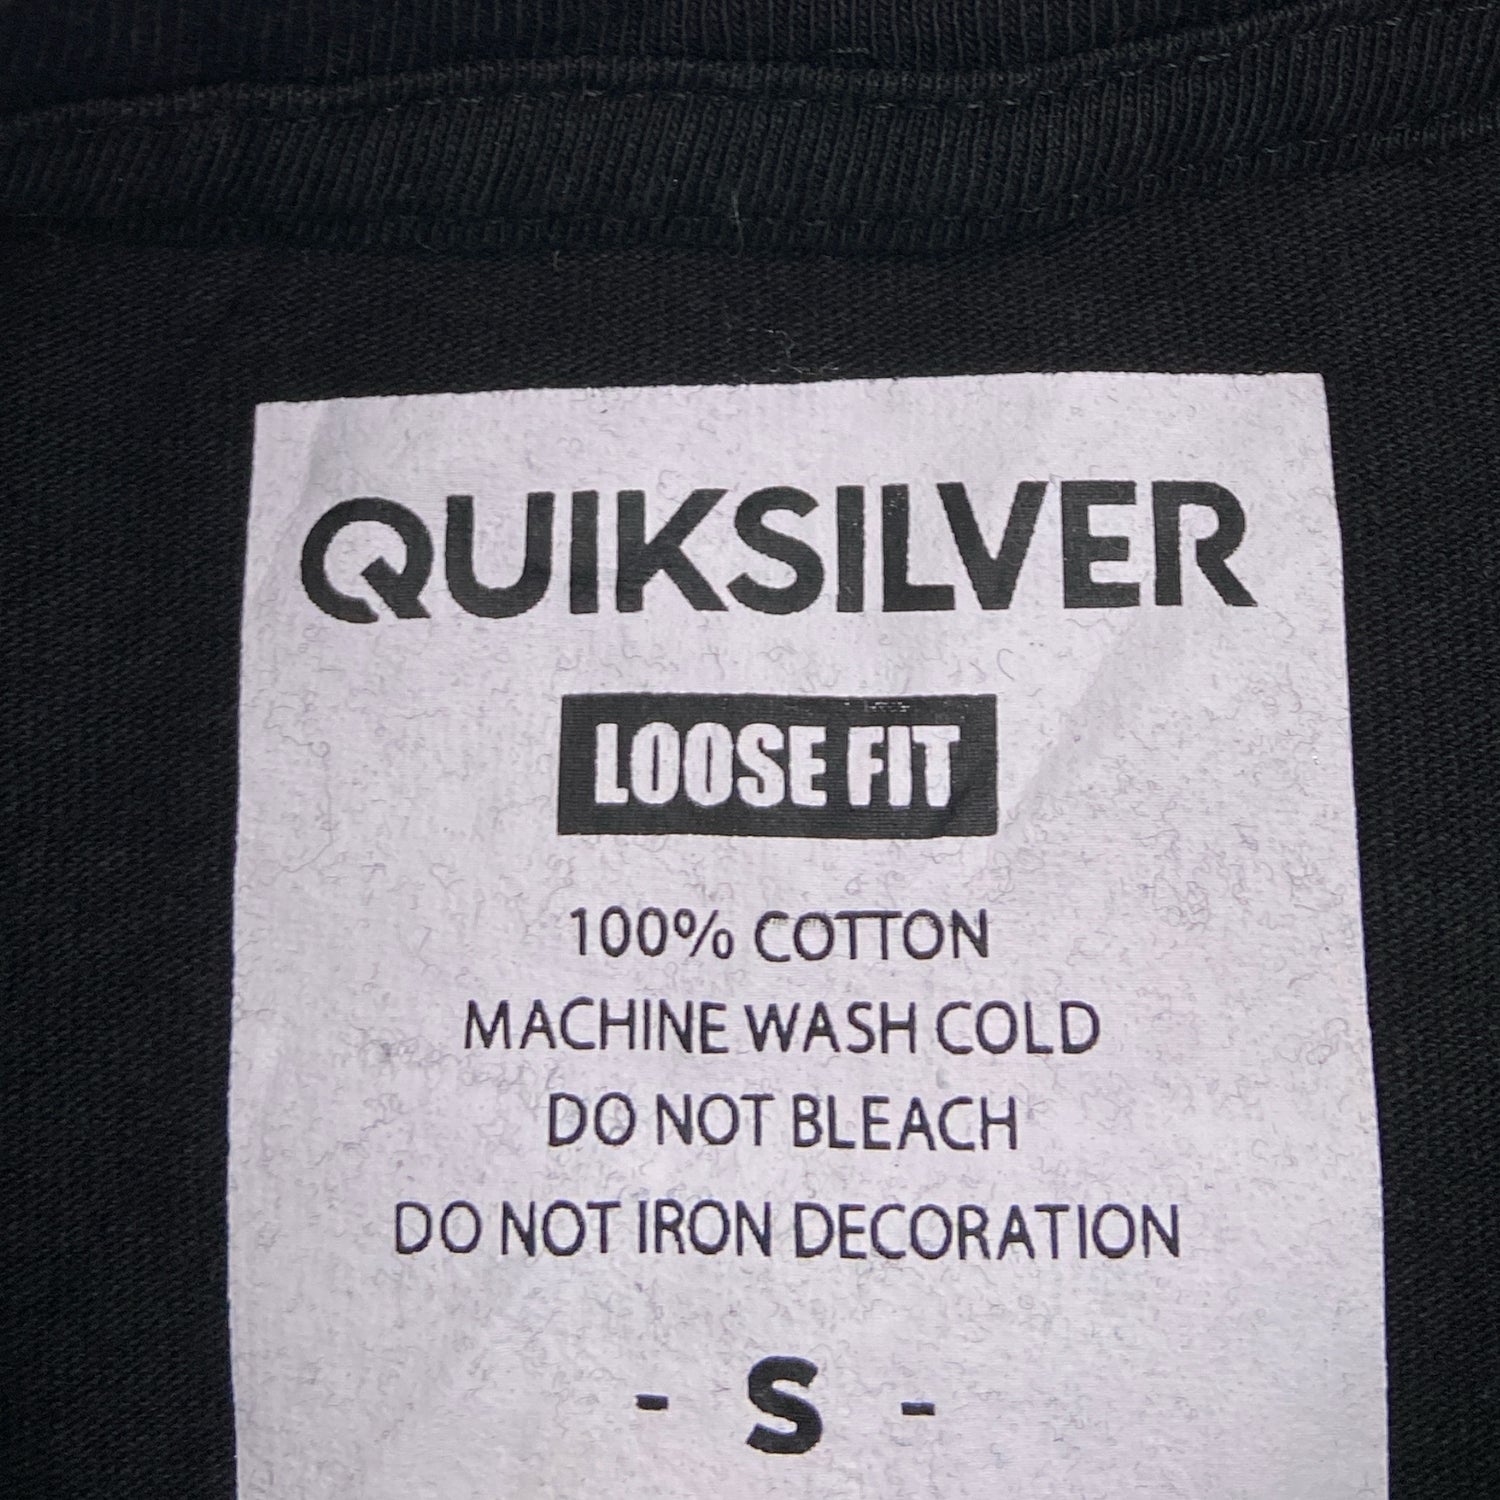 QUIKSILVER
LOOSE FIT
100% COTTON
MACHINE WASH COLD
DO NOT BLEACH
DO NOT IRON DECORATION
- S -